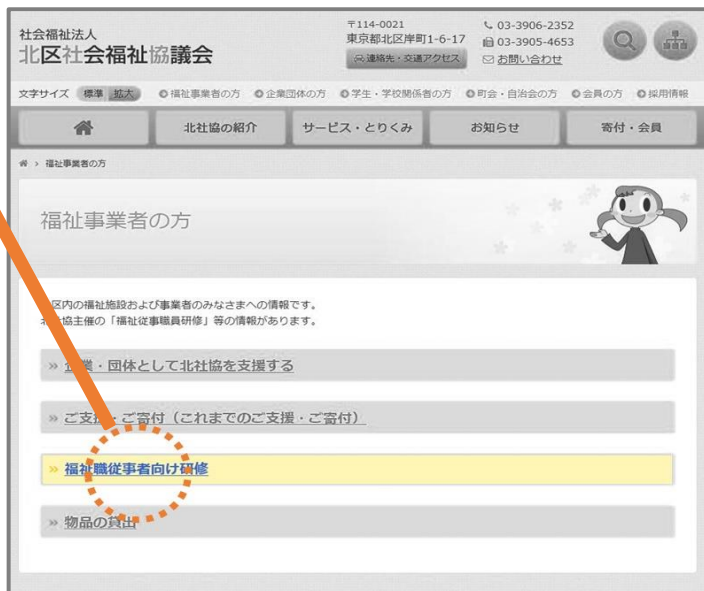 社会福祉法人
北区社会福祉協議会
〒114-0021
東京都北区岸町1-6-17
連絡先・交通アクセス
03-3906-2352
03-3905-4653
お問い合わせ
文字サイズ 標準 拡大 福祉事業者の方 企業団体の方 学生・学校関係者の方 町会・自治会の方 会員の方 採用情報
北社協の紹介 サービス・とりくみ お知らせ 寄付・会員
> 福祉事業者の方
福祉事業者の方
区内の福祉施設および事業者のみなさまへの情報です。
社協主催の「福祉従事職員研修」等の情報があります。
» 企業・団体として北社協を支援する
» ご支援・ご寄付(これまでのご支援・ご寄付)
» 福祉職従事者向け研修
» 物品の貸出